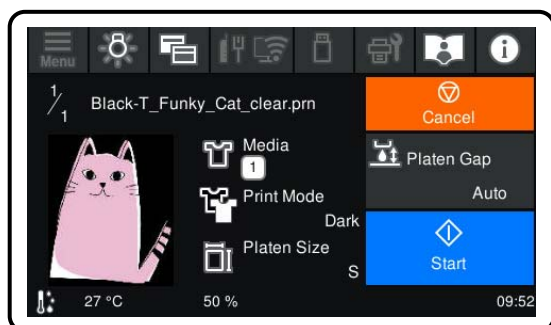 Menu
1/1 Black-T_Funky_Cat_clear.prn
Cancel
Media
1
Print Mode
Dark
Platen Size
S
Platen Gap
Auto
Start
27 °C 50 % 09:52